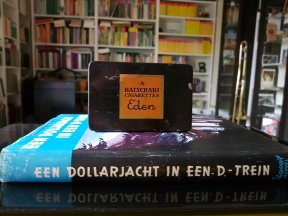 A.
BATSCHARI
CIGARETTES
Eden
EEN DOLLARJACHT IN EEN D-TREIN